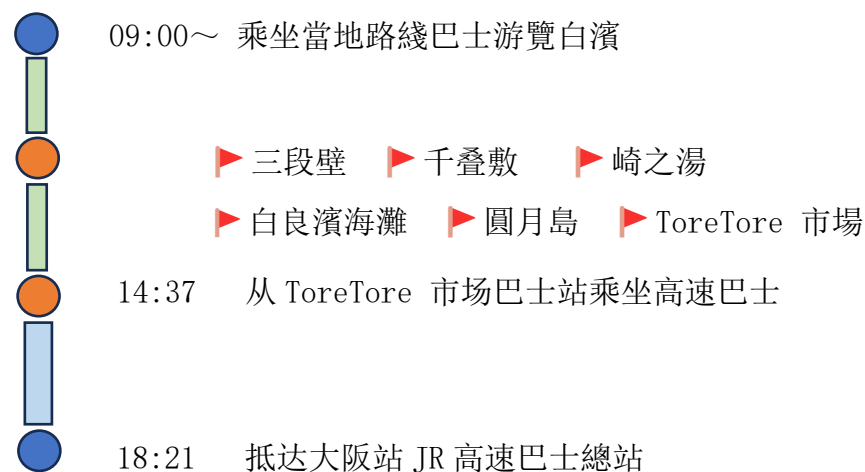 09:00～ 乘坐當地路綫巴士游覽白濱
三段壁 千叠敷 崎之湯
白良濱海灘 圓月島 ToreTore 市場
14:37 从 ToreTore 市场巴士站乘坐高速巴士
18:21 抵达大阪站 JR 高速巴士總站